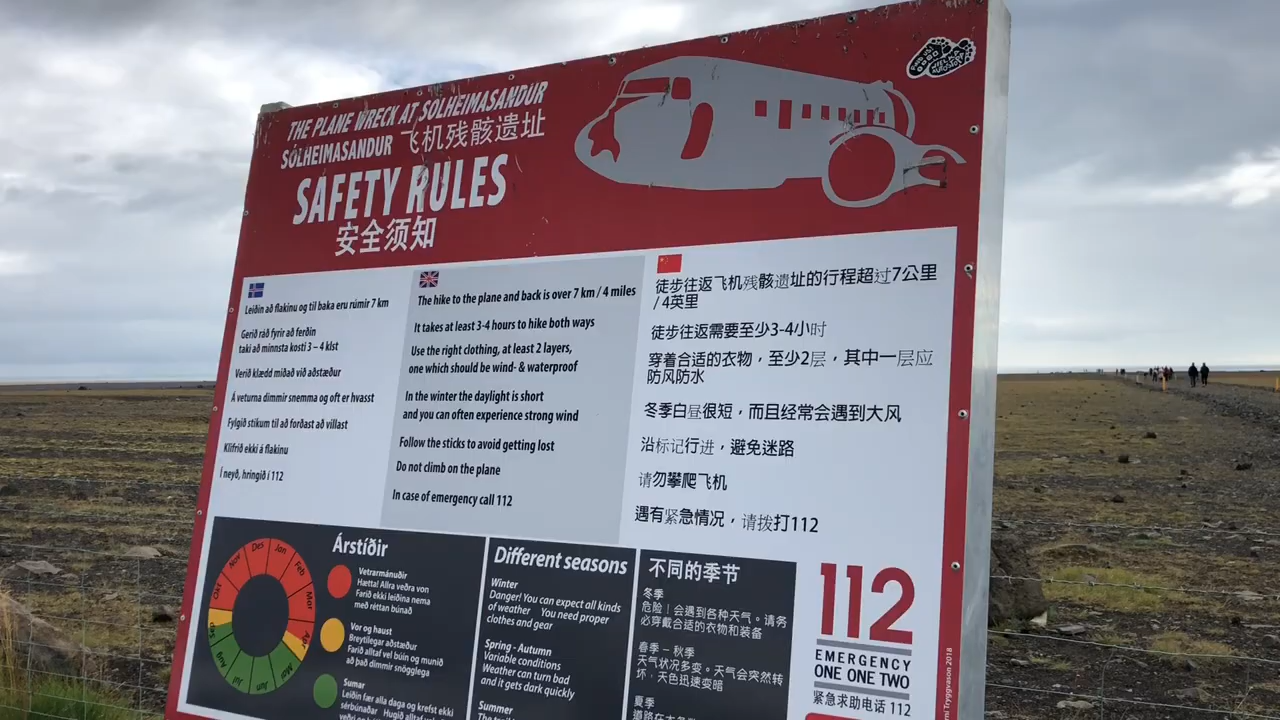 THE PLANE WRECK AT SOLHEIMASANDUR
SÓLHEIMASANDUR 飞机残骸遗址
SAFETY RULES
安全须知
Leiðin að flakinu og til baka eru rúmir 7 km
Gerið ráð fyrir að ferðin
taki að minnsta kosti 3 – 4 klst
Verið klædd miðað við aðstæður
Á veturna dimmir snemma og oft er hvasst
Fylgið stikum til að forðast að villast
Klifrið ekki á flakinu
Í neyð, hringið í 112
The hike to the plane and back is over 7 km / 4 miles
It takes at least 3-4 hours to hike both ways
Use the right clothing, at least 2 layers,
one which should be wind- & waterproof
In the winter the daylight is short
and you can often experience strong wind
Follow the sticks to avoid getting lost
Do not climb on the plane
In case of emergency call 112
徒步往返飞机残骸遗址的行程超过7公里
/ 4英里
徒步往返需要至少3-4小时
穿着合适的衣物，至少2层，其中一层应
防风防水
冬季白昼很短，而且经常会遇到大风
沿标记行进，避免迷路
请勿攀爬飞机
遇有紧急情况，请拨打112
Des
Jan
Feb
Mar
Apr
Maí
Jún
Júl
Ágú
Sep
Okt
Nóv
Árstíðir
Vetrarmánuðir
Hætta! Allra veðra von
Farið ekki leiðina nema
með réttan búnað
Vor og haust
Breytilegar aðstæður
Farið alltaf vel búin og munið
að það dimmir snögglega
Sumar
Leiðin fær alla daga og krefst ekki
sérbúnaðar Hugið alltaf
Different seasons
Winter
Danger! You can expect all kinds
of weather You need proper
clothes and gear
Spring - Autumn
Variable conditions
Weather can turn bad
and it gets dark quickly
Summer
不同的季节
冬季
危险！会遇到各种天气。请务
必穿戴合适的衣物和装备
春季 – 秋季
天气状况多变。天气会突然转
坏，天色迅速变暗
夏季
112
EMERGENCY
ONE ONE TWO
紧急求助电话 112
Tryggvason 2018